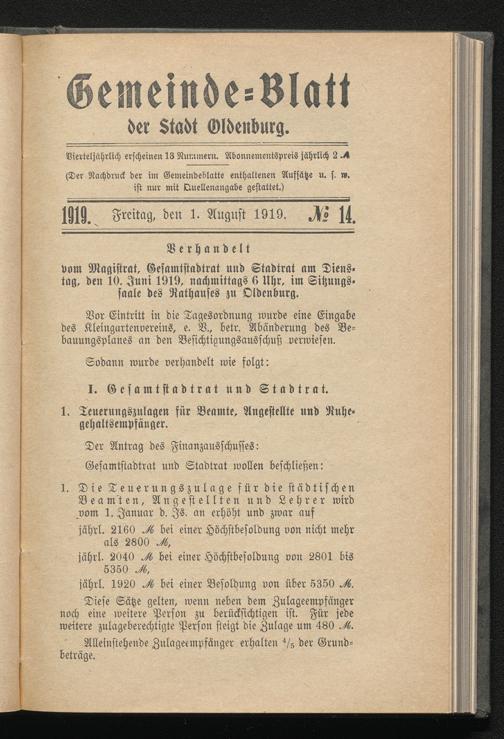 Gemeinde=Blatt
der Stadt Oldenburg.
Vierteljährlich erscheinen 13 Nummern. Abonnementspreis jährlich 2 ℳ
(Der Nachdruck der im Gemeindeblatte enthaltenen Aufsätze u. s. w.
ist nur mit Quellenangabe gestattet.)
1919. Freitag, den 1. August 1919. № 14.
Verhandelt
vom Magistrat, Gesamtstadtrat und Stadtrat am Diens=
tag, den 10. Juni 1919, nachmittags 6 Uhr, im Sitzungs=
saale des Rathauses zu Oldenburg.
Vor Eintritt in die Tagesordnung wurde eine Eingabe
des Kleingartenvereins, e. V., betr. Abänderung des Be=
bauungsplanes an den Besichtigungsausschuß verwiesen.
Sodann wurde verhandelt wie folgt:
I. Gesamtstadtrat und Stadtrat.
1. Teuerungszulagen für Beamte, Angestellte und Ruhe=
gehaltsempfänger.
Der Antrag des Finanzausschusses:
Gesamtstadtrat und Stadtrat wollen beschließen:
1. Die Teuerungszulage für die städtischen
Beamten, Angestellten und Lehrer wird
vom 1. Januar d. Js. an erhöht und zwar auf
jährl. 2160 ℳ bei einer Höchstbesoldung von nicht mehr
als 2800 ℳ,
jährl. 2040 ℳ bei einer Höchstbesoldung von 2801 bis
5350 ℳ,
jährl. 1920 ℳ bei einer Besoldung von über 5350 ℳ.
Diese Sätze gelten, wenn neben dem Zulageempfänger
noch eine weitere Person zu berücksichtigen ist. Für jede
weitere zulageberechtigte Person steigt die Zulage um 480 ℳ.
Alleinstehende Zulageempfänger erhalten ⁴/₅ der Grund=
beträge.